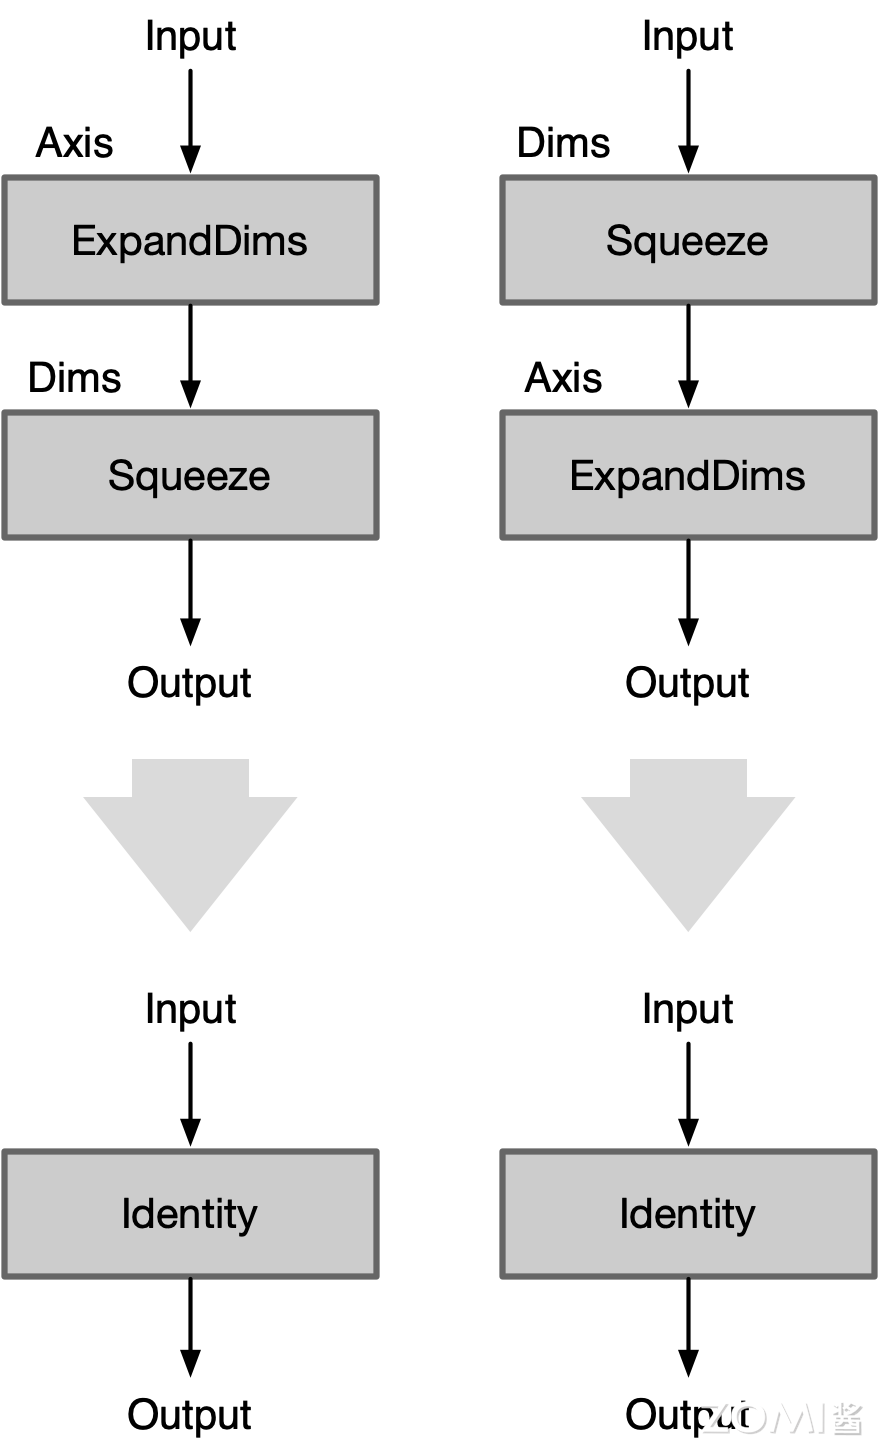 Input
Axis
ExpandDims
Dims
Squeeze
Output
Input
Dims
Squeeze
Axis
ExpandDims
Output
Input
Identity
Output
Input
Identity
Output
ZOMI酱